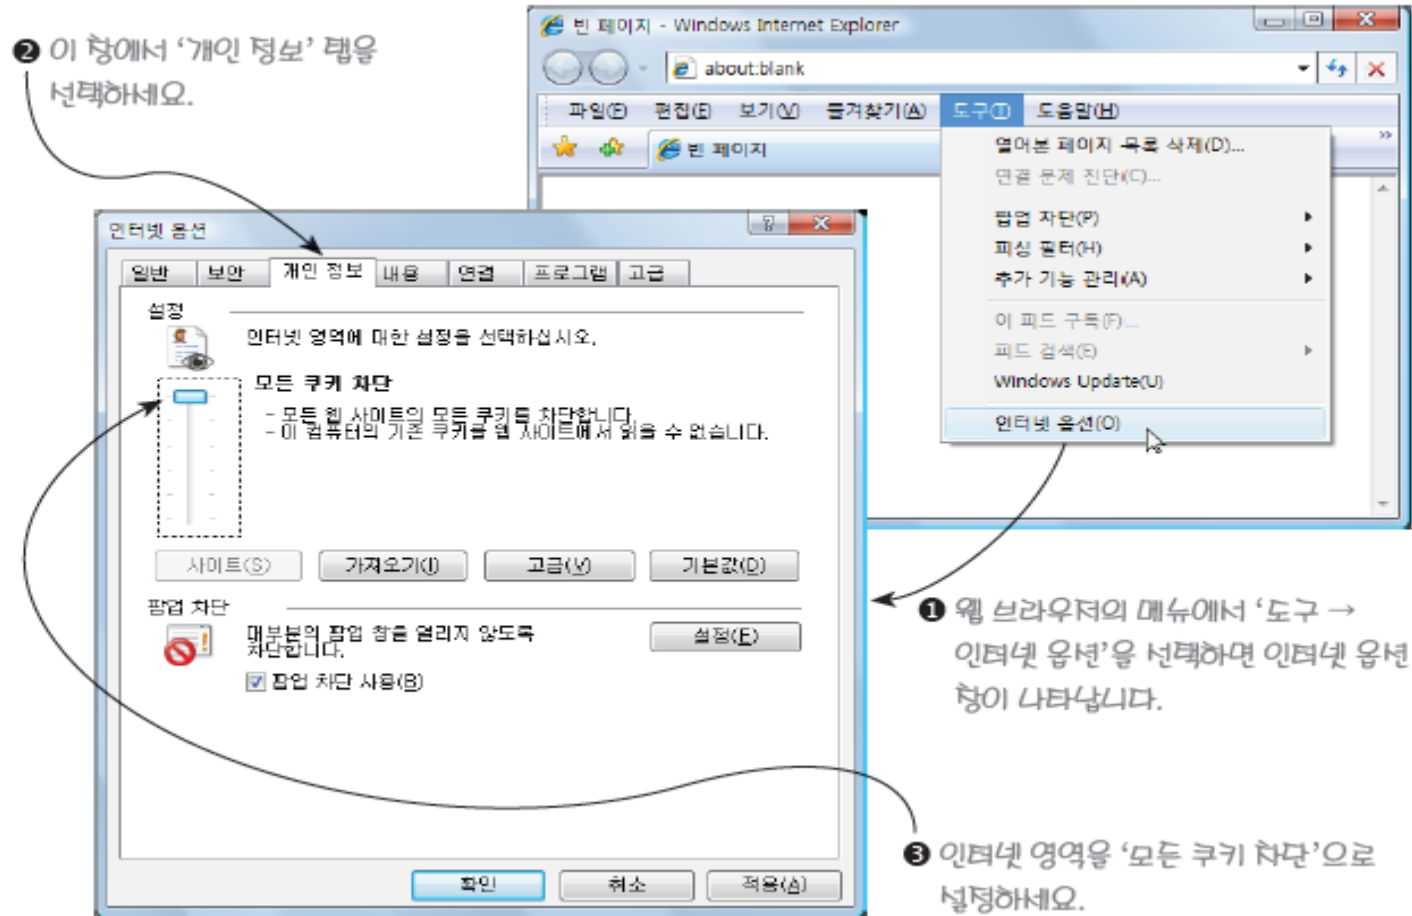 ❷ 이 창에서 ‘개인 정보’ 탭을
선택하세요.
빈 페이지 - Windows Internet Explorer
about:blank
파일(F) 편집(E) 보기(V) 즐겨찾기(A) 도구(T) 도움말(H)
빈 페이지
열어본 페이지 목록 삭제(D)...
연결 문제 진단(C)...
팝업 차단(P)
피싱 필터(H)
추가 기능 관리(A)
이 피드 구독(F)...
피드 검색(E)
Windows Update(U)
인터넷 옵션(O)
인터넷 옵션
일반 보안 개인 정보 내용 연결 프로그램 고급
설정
인터넷 영역에 대한 설정을 선택하십시오.
모든 쿠키 차단
- 모든 웹 사이트의 모든 쿠키를 차단합니다.
- 이 컴퓨터의 기존 쿠키를 웹 사이트에서 읽을 수 없습니다.
사이트(S) 가져오기(I) 고급(V) 기본값(D)
팝업 차단
대부분의 팝업 창을 열리지 않도록
차단합니다.
설정(E)
팝업 차단 사용(B)
확인 취소 적용(A)
❶ 웹 브라우저의 메뉴에서 ‘도구 →
인터넷 옵션’을 선택하면 인터넷 옵션
창이 나타납니다.
❸ 인터넷 영역을 ‘모든 쿠키 차단’으로
설정하세요.